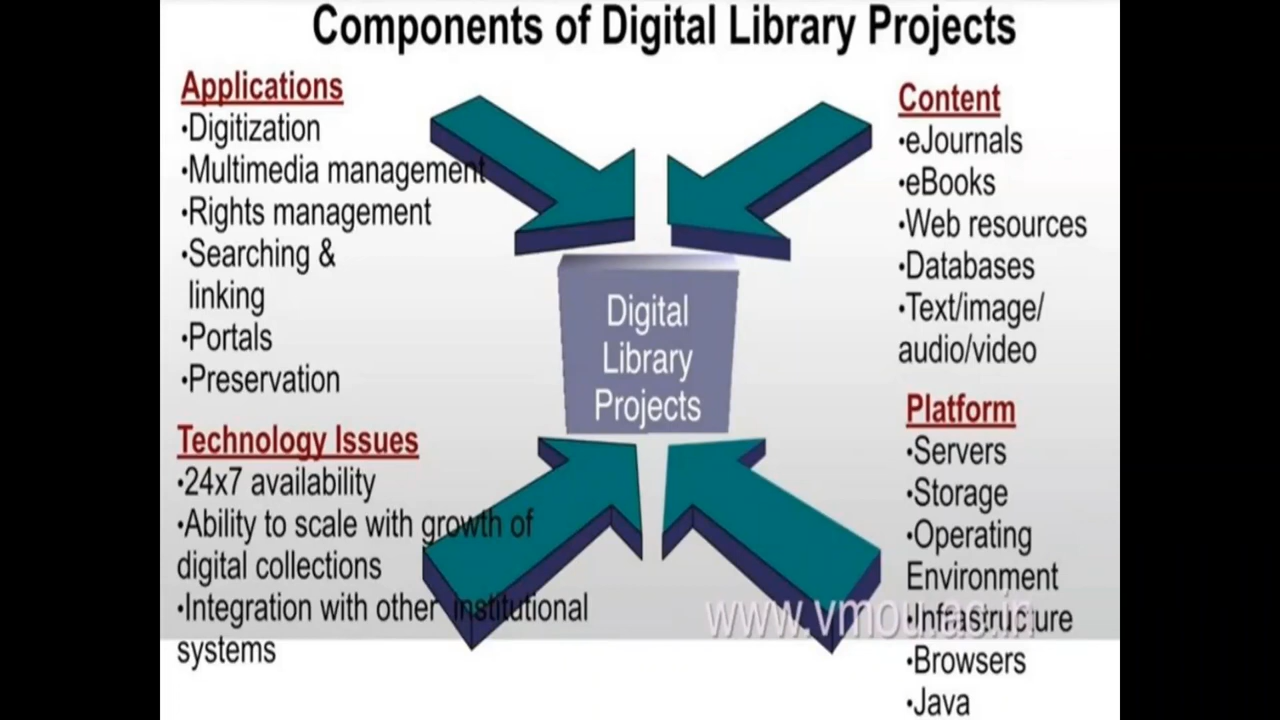 Components of Digital Library Projects
Applications
•Digitization
•Multimedia management
•Rights management
•Searching &
linking
•Portals
•Preservation
Technology Issues
•24x7 availability
•Ability to scale with growth of
digital collections
•Integration with other institutional
systems
Digital
Library
Projects
Content
•eJournals
•eBooks
•Web resources
•Databases
•Text/image/
audio/video
Platform
•Servers
•Storage
•Operating
Environment
•Infrastructure
•Browsers
•Java
www.vmou.ac.in